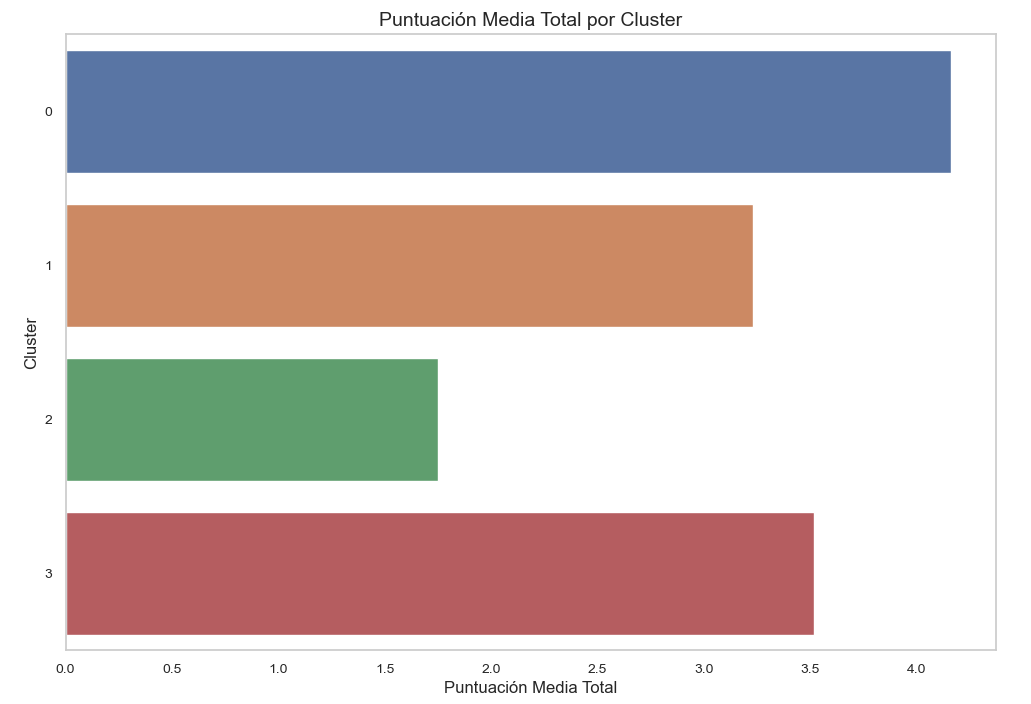 Puntuación Media Total por Cluster
0
1
2
3
Cluster
0.0 0.5 1.0 1.5 2.0 2.5 3.0 3.5 4.0
Puntuación Media Total